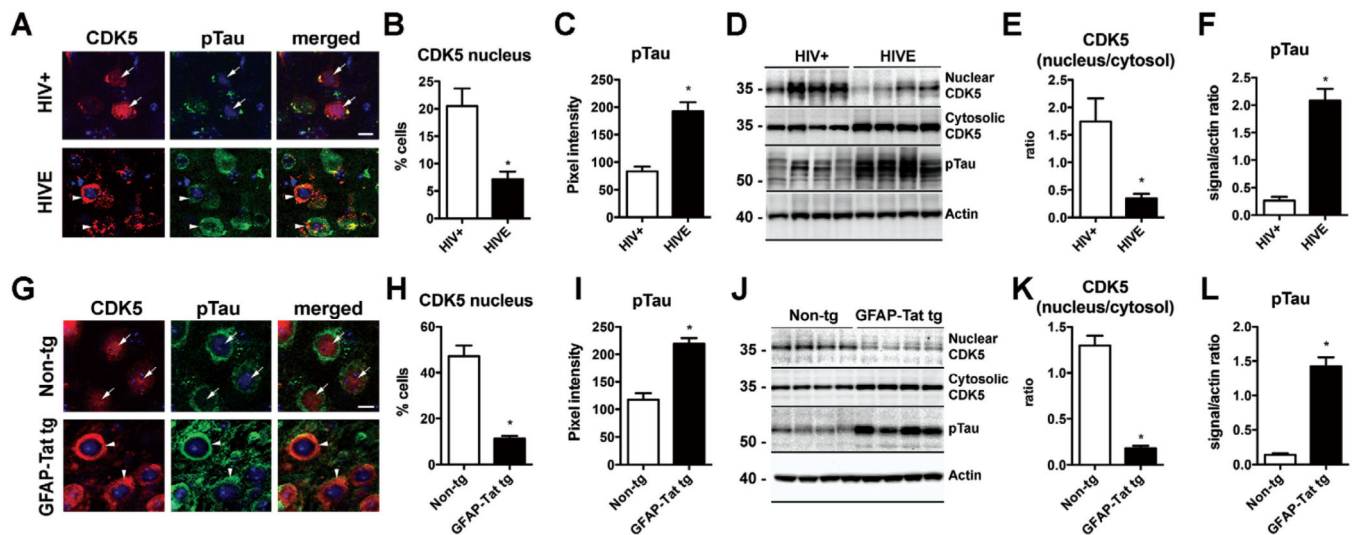 A
CDK5 pTau merged
HIV+
HIVE
B
CDK5 nucleus
% cells
25
20
15
10
5
0
*
HIV+
HIVE
C
pTau
Pixel intensity
250
200
150
100
50
0
*
HIV+
HIVE
D
HIV+ HIVE
35 - Nuclear
CDK5
35 - Cytosolic
CDK5
pTau
50 -
40 - Actin
E
CDK5
(nucleus/cytosol)
ratio
2.5
2.0
1.5
1.0
0.5
0.0
*
HIV+
HIVE
F
pTau
signal/actin ratio
2.5
2.0
1.5
1.0
0.5
0.0
*
HIV+
HIVE
G
CDK5 pTau merged
Non-tg
GFAP-Tat tg
H
CDK5 nucleus
% cells
60
40
20
0
*
Non-tg
GFAP-Tat tg
I
pTau
Pixel intensity
250
200
150
100
50
0
*
Non-tg
GFAP-Tat tg
J
Non-tg GFAP-Tat tg
35 - Nuclear
CDK5
35 - Cytosolic
CDK5
pTau
50 -
40 - Actin
K
CDK5
(nucleus/cytosol)
ratio
1.5
1.0
0.5
0.0
*
Non-tg
GFAP-Tat tg
L
pTau
signal/actin ratio
2.0
1.5
1.0
0.5
0.0
*
Non-tg
GFAP-Tat tg